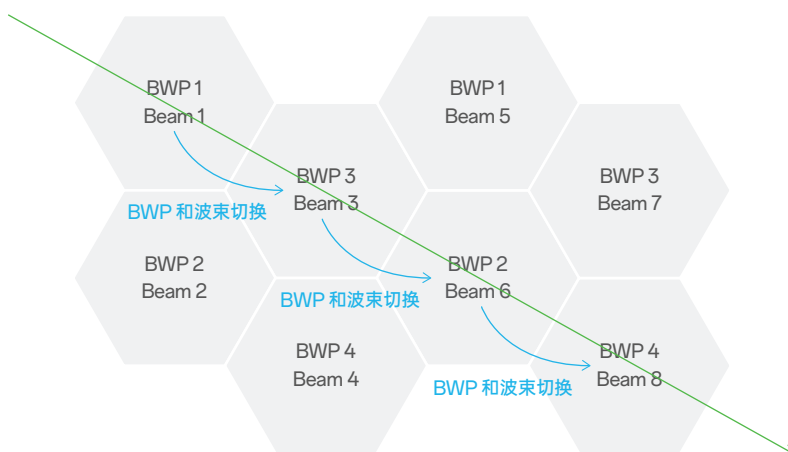 BWP 1
Beam 1
BWP 1
Beam 5
BWP 3
Beam 3
BWP 3
Beam 7
BWP 和波束切换
BWP 2
Beam 2
BWP 2
Beam 6
BWP 和波束切换
BWP 4
Beam 4
BWP 4
Beam 8
BWP 和波束切换